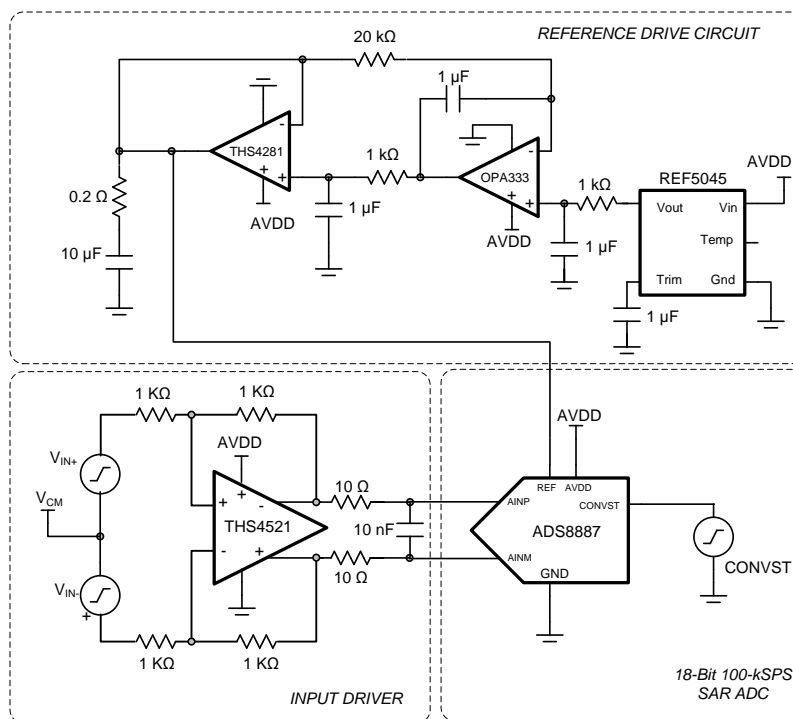 REFERENCE DRIVE CIRCUIT
20 kΩ
1 µF
-
THS4281
+
+
AVDD
1 kΩ
1 µF
-
OPA333
+
+
AVDD
1 kΩ
1 µF
REF5045
AVDD
Vout
Vin
Temp
Trim
Gnd
1 µF
0.2 Ω
10 µF
1 KΩ
1 KΩ
VIN+
VCM
VIN-
+
AVDD
+
+
-
THS4521
-
+
1 KΩ
1 KΩ
10 Ω
10 nF
10 Ω
INPUT DRIVER
AVDD
REF
AVDD
AINP
CONVST
ADS8887
AINM
GND
CONVST
18-Bit 100-kSPS
SAR ADC